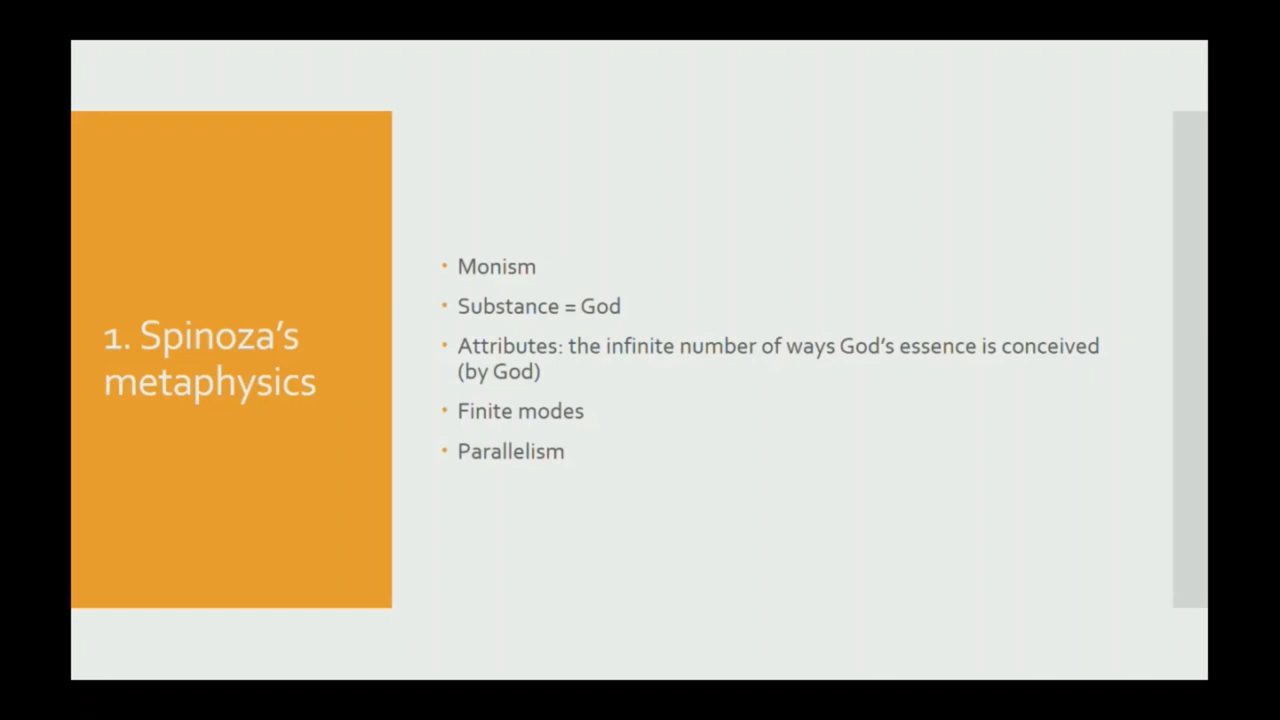 1. Spinoza’s
metaphysics
• Monism
• Substance = God
• Attributes: the infinite number of ways God’s essence is conceived
(by God)
• Finite modes
• Parallelism